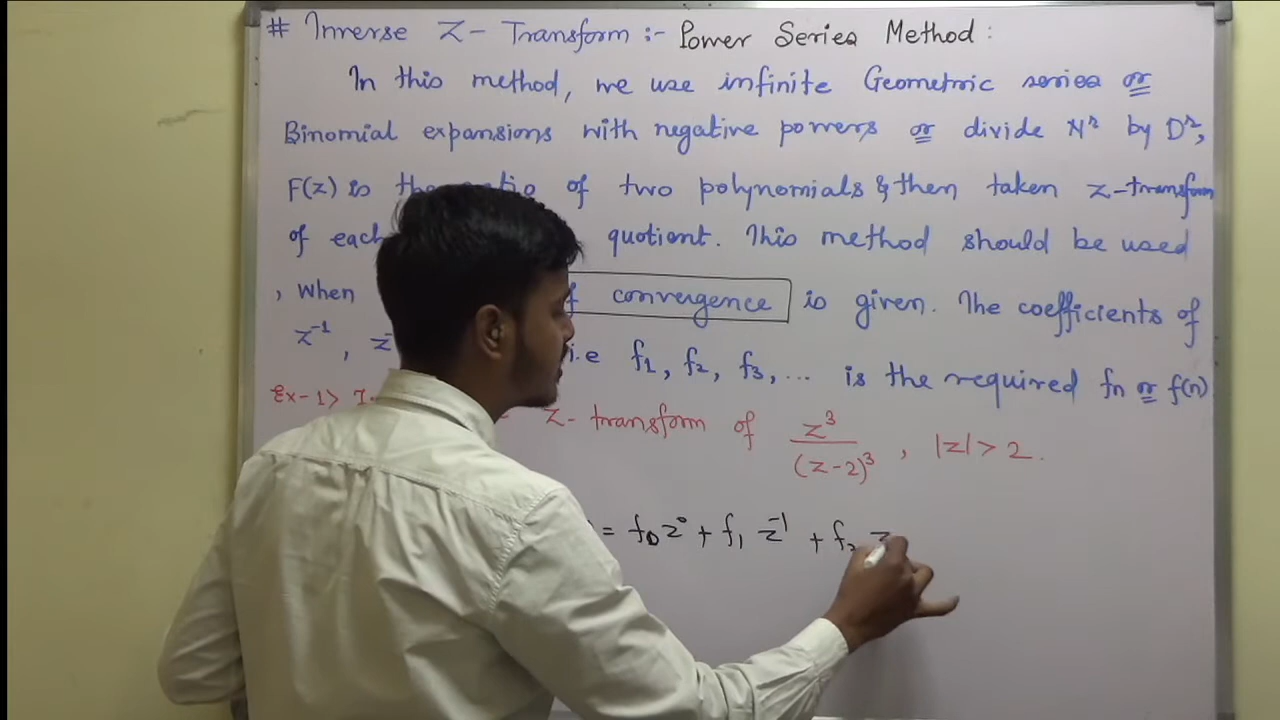 # Inverse Z- Transform :- Power Series Method :
In this method, we use infinite Geometric series or
Binomial expansions with negative powers or divide Nr by Dr,
F(z) is of two polynomials & then taken z-transform
of each quotient. This method should be used
, when convergence is given. The coefficients of
z⁻¹, i.e f₁, f₂, f₃, ... is the required fn or f(n)
Ex-1> Z- transform of z³/(z-2)³, |z| > 2.
= f₀z⁰ + f₁ z⁻¹ + f₂ z